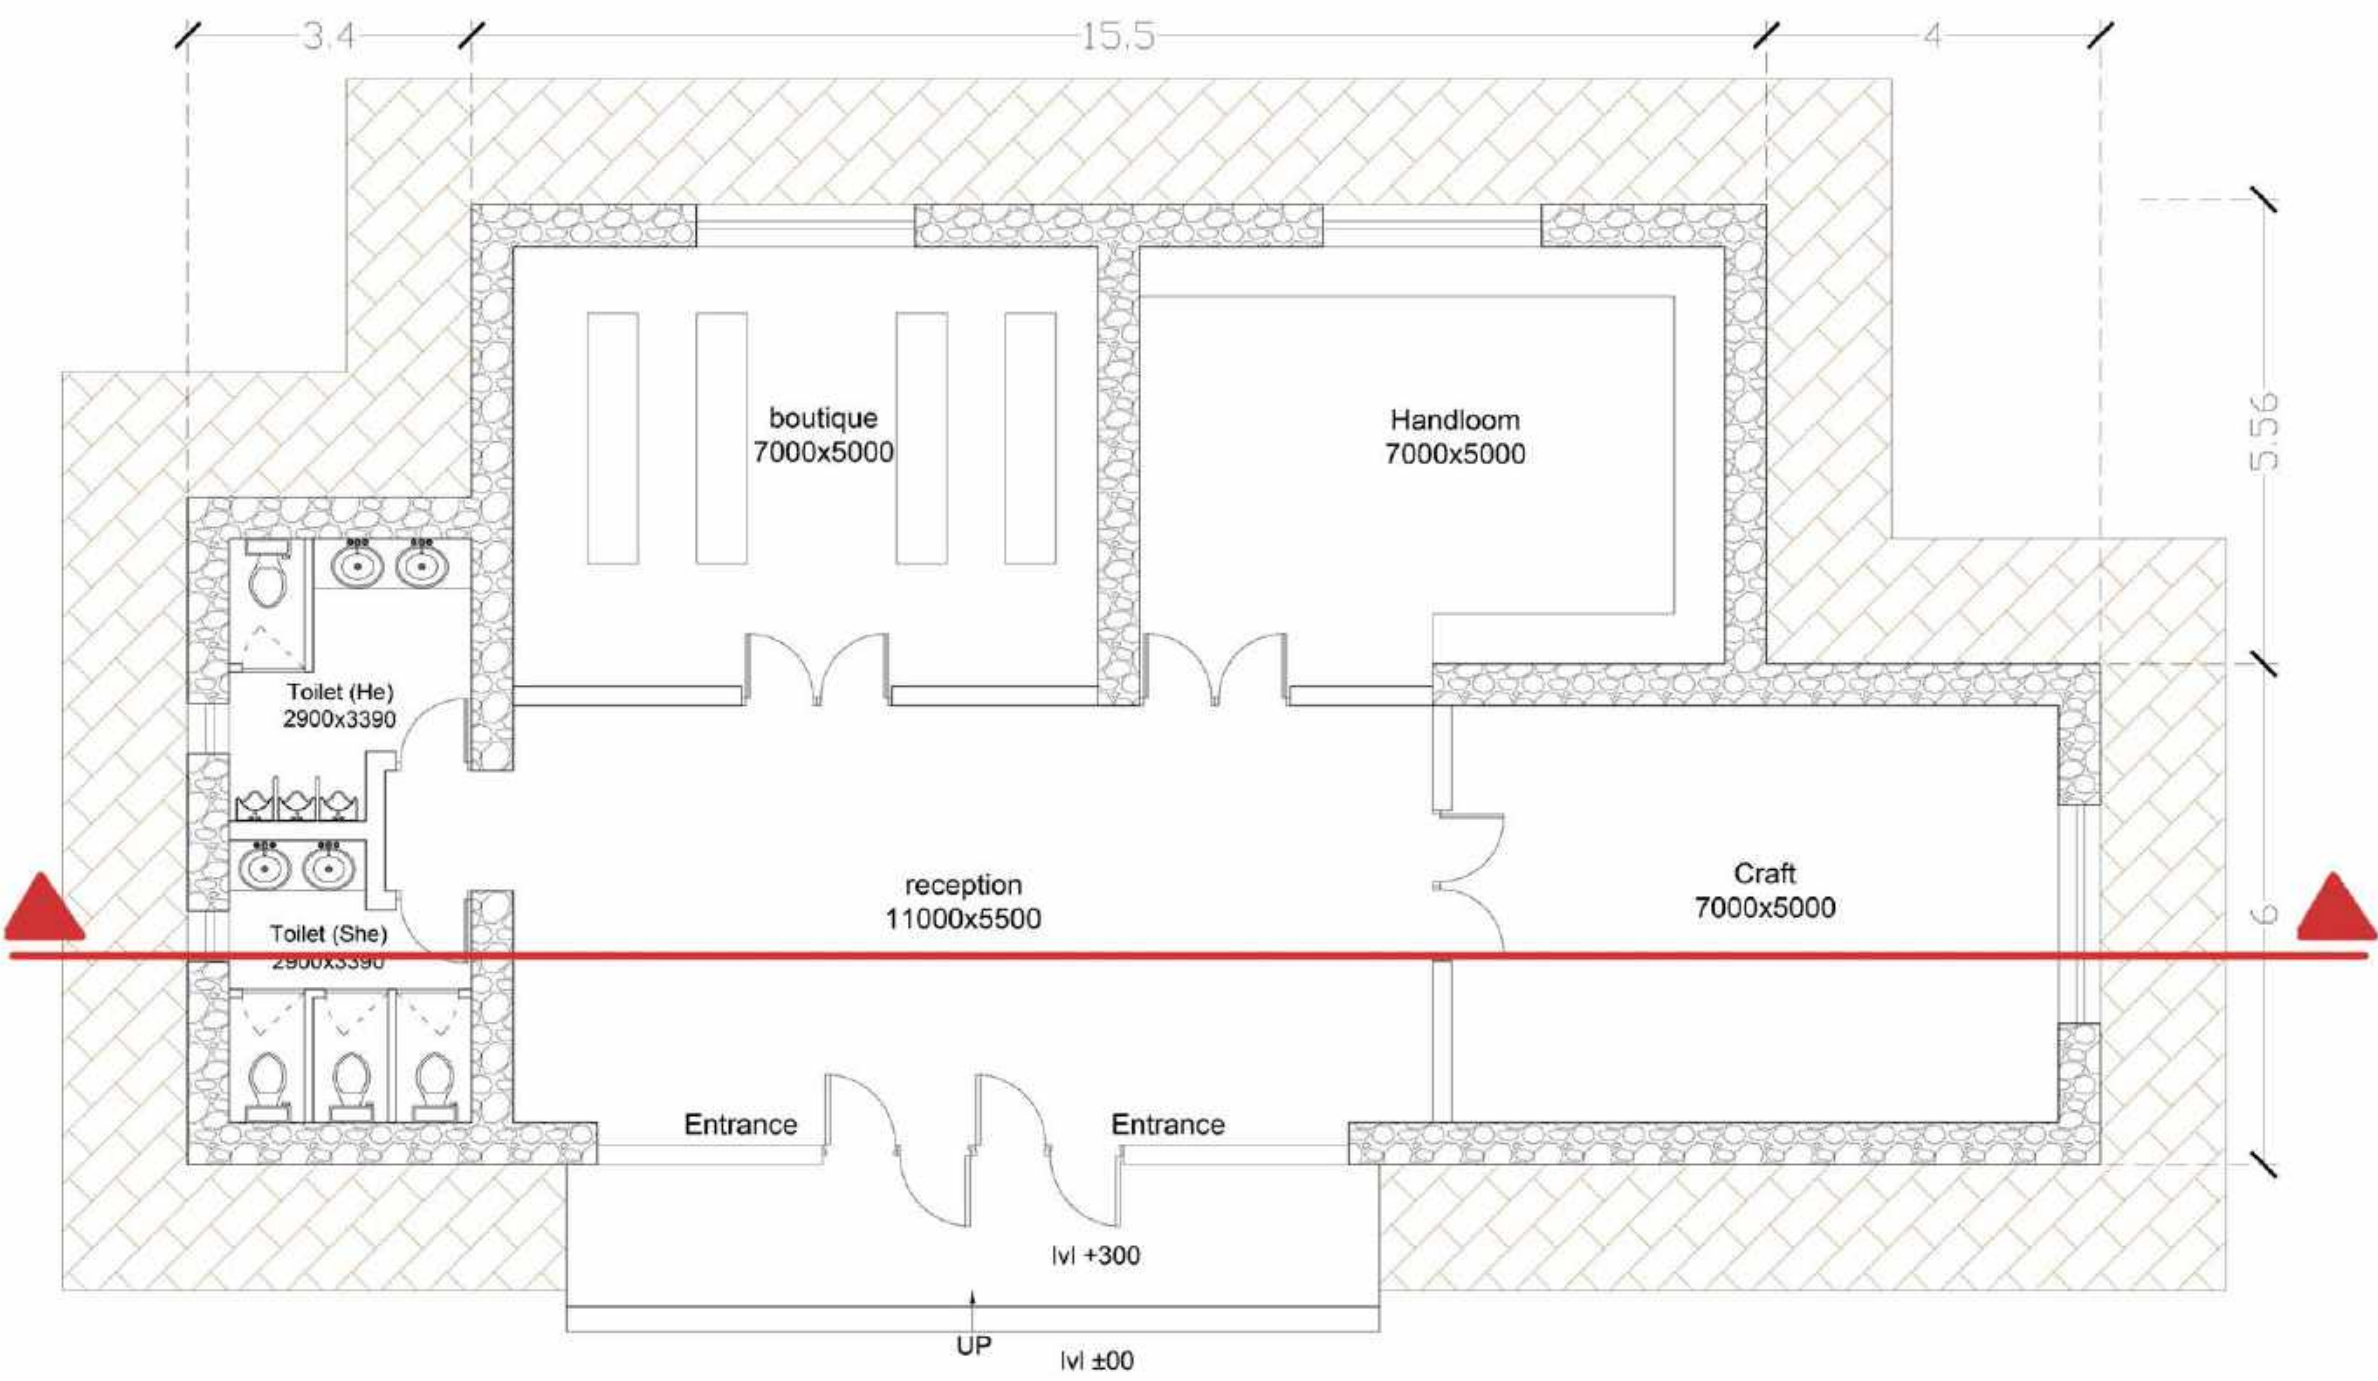 3.4
15.5
4
boutique
7000x5000
Handloom
7000x5000
5.56
Toilet (He)
2900x3390
reception
11000x5500
Craft
7000x5000
6
Toilet (She)
2900x3390
Entrance
Entrance
lvl +300
UP
lvl ±00